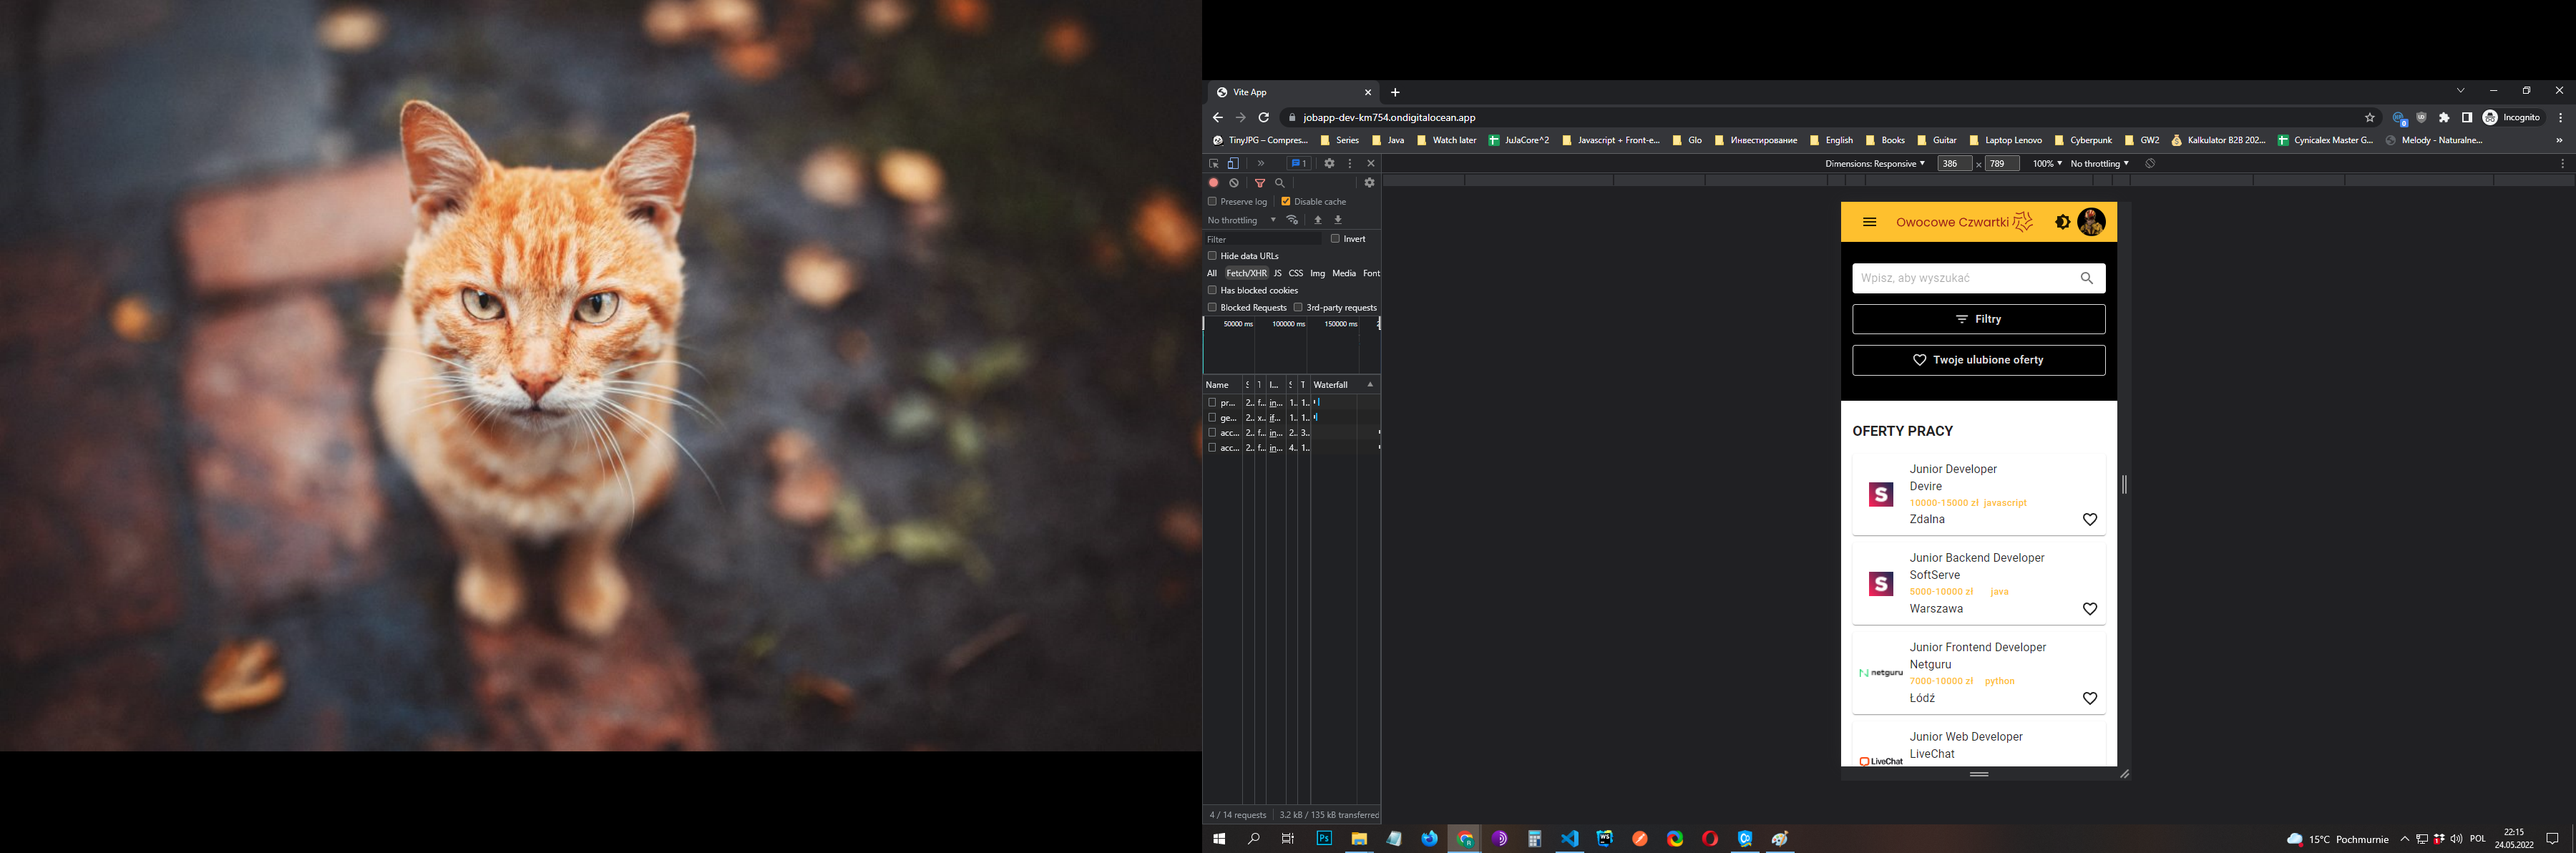 Vite App
jobapp-dev-km754.ondigitalocean.app
Incognito
TinyJPG – Compres...
Series
Java
Watch later
JuJaCore^2
Javascript + Front-e...
Glo
Инвестирование
English
Books
Guitar
Laptop Lenovo
Cyberpunk
GW2
Kalkulator B2B 202...
Cynicalex Master G...
Melody - Naturalne...
»
» 1
Dimensions: Responsive 386 × 789 100% No throttling
Preserve log Disable cache
No throttling
Filter Invert
Hide data URLs
All Fetch/XHR JS CSS Img Media Font
Has blocked cookies
Blocked Requests 3rd-party requests
50000 ms 100000 ms 150000 ms 2
Name S T I... S T Waterfall
pr... 2.. f... in... 1.. 1..
ge... 2.. x.. jf... 1.. 1..
acc... 2.. f... in... 2.. 3..
acc... 2.. f... in... 4.. 1..
4 / 14 requests 3.2 kB / 135 kB transferred
Owocowe Czwartki
Wpisz, aby wyszukać
Filtry
Twoje ulubione oferty
OFERTY PRACY
S
Junior Developer
Devire
10000-15000 zł javascript
Zdalna
S
Junior Backend Developer
SoftServe
5000-10000 zł java
Warszawa
netguru
Junior Frontend Developer
Netguru
7000-10000 zł python
Łódź
LiveChat
Junior Web Developer
LiveChat
Ps
WS
15°C Pochmurnie
POL
22:15
24.05.2022